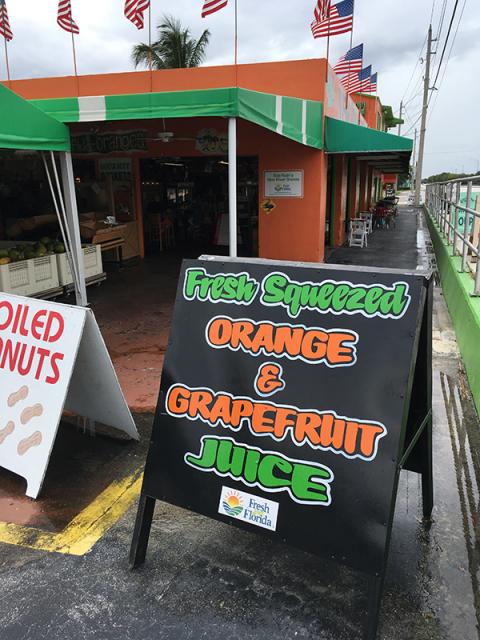 Fresh Squeezed
ORANGE
&
GRAPEFRUIT
JUICE
Fresh
Florida
OILED
NUTS